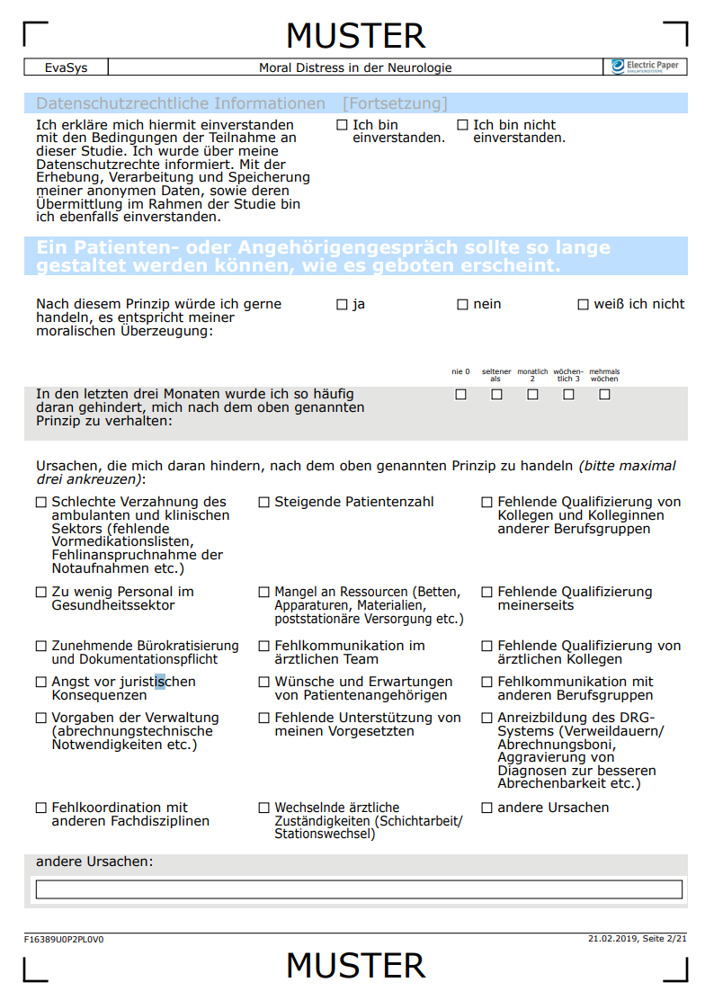 MUSTER
EvaSys
Moral Distress in der Neurologie
Electric Paper
EVALUATIONSSYSTEME
Datenschutzrechtliche Informationen [Fortsetzung]
Ich erkläre mich hiermit einverstanden
mit den Bedingungen der Teilnahme an
dieser Studie. Ich wurde über meine
Datenschutzrechte informiert. Mit der
Erhebung, Verarbeitung und Speicherung
meiner anonymen Daten, sowie deren
Übermittlung im Rahmen der Studie bin
ich ebenfalls einverstanden.
Ich bin
einverstanden.
Ich bin nicht
einverstanden.
Ein Patienten- oder Angehörigengespräch sollte so lange
gestaltet werden können, wie es geboten erscheint.
Nach diesem Prinzip würde ich gerne
handeln, es entspricht meiner
moralischen Überzeugung:
ja
nein
weiß ich nicht
nie 0
seltener
als
monatlich
2
wöchen-
tlich 3
mehrmals
wöchen
In den letzten drei Monaten wurde ich so häufig
daran gehindert, mich nach dem oben genannten
Prinzip zu verhalten:
Ursachen, die mich daran hindern, nach dem oben genannten Prinzip zu handeln (bitte maximal
drei ankreuzen):
Schlechte Verzahnung des
ambulanten und klinischen
Sektors (fehlende
Vormedikationslisten,
Fehlinanspruchnahme der
Notaufnahmen etc.)
Steigende Patientenzahl
Fehlende Qualifizierung von
Kollegen und Kolleginnen
anderer Berufsgruppen
Zu wenig Personal im
Gesundheitssektor
Mangel an Ressourcen (Betten,
Apparaturen, Materialien,
poststationäre Versorgung etc.)
Fehlende Qualifizierung
meinerseits
Zunehmende Bürokratisierung
und Dokumentationspflicht
Fehlkommunikation im
ärztlichen Team
Fehlende Qualifizierung von
ärztlichen Kollegen
Angst vor juristischen
Konsequenzen
Wünsche und Erwartungen
von Patientenangehörigen
Fehlkommunikation mit
anderen Berufsgruppen
Vorgaben der Verwaltung
(abrechnungstechnische
Notwendigkeiten etc.)
Fehlende Unterstützung von
meinen Vorgesetzten
Anreizbildung des DRG-
Systems (Verweildauern/
Abrechnungsboni,
Aggravierung von
Diagnosen zur besseren
Abrechenbarkeit etc.)
Fehlkoordination mit
anderen Fachdisziplinen
Wechselnde ärztliche
Zuständigkeiten (Schichtarbeit/
Stationswechsel)
andere Ursachen
andere Ursachen:
F16389U0P2PL0V0
21.02.2019, Seite 2/21
MUSTER